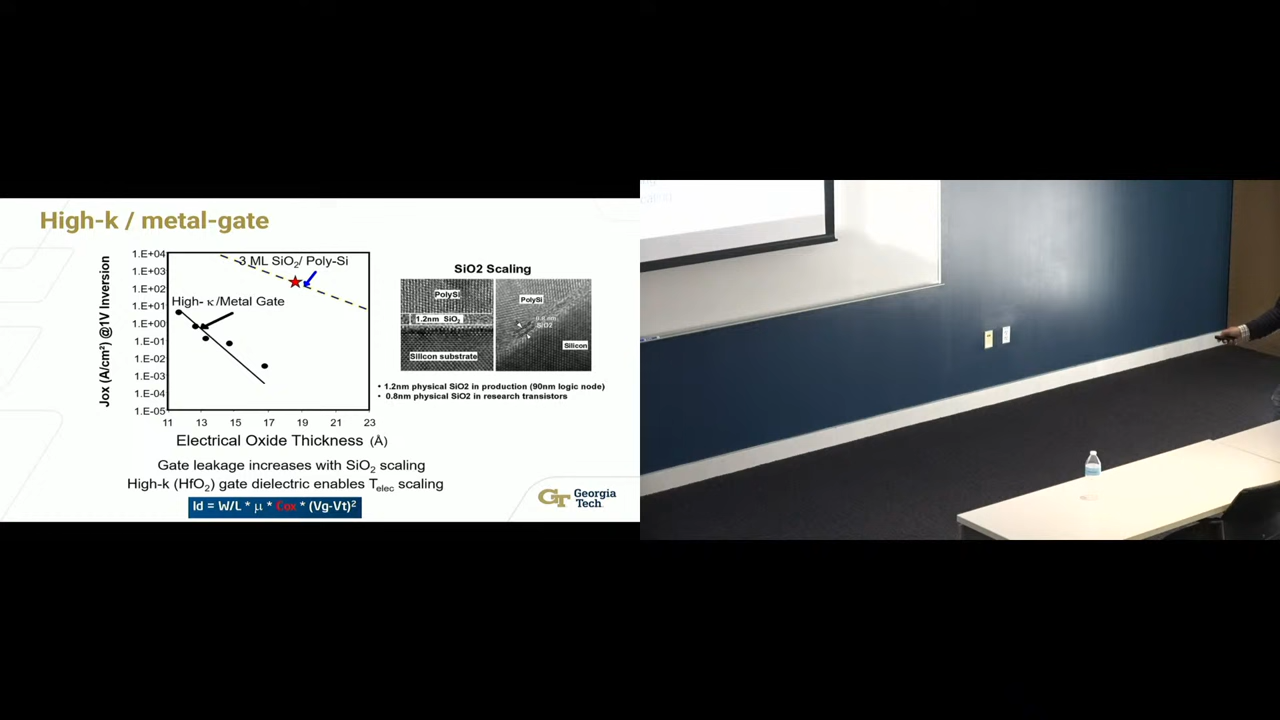 High-k / metal-gate
Jox (A/cm²) @1V Inversion
1.E+04
1.E+03
1.E+02
1.E+01
1.E+00
1.E-01
1.E-02
1.E-03
1.E-04
1.E-05
3 ML SiO₂/ Poly-Si
High- κ /Metal Gate
11 13 15 17 19 21 23
Electrical Oxide Thickness (Å)
SiO2 Scaling
PolySi
1.2nm SiO₂
Silicon substrate
PolySi
0.8 nm
SiO2
Silicon
• 1.2nm physical SiO2 in production (90nm logic node)
• 0.8nm physical SiO2 in research transistors
Gate leakage increases with SiO₂ scaling
High-k (HfO₂) gate dielectric enables Tₑₗₑc scaling
Id = W/L * μ * Cox * (Vg-Vt)²
GT Georgia
Tech